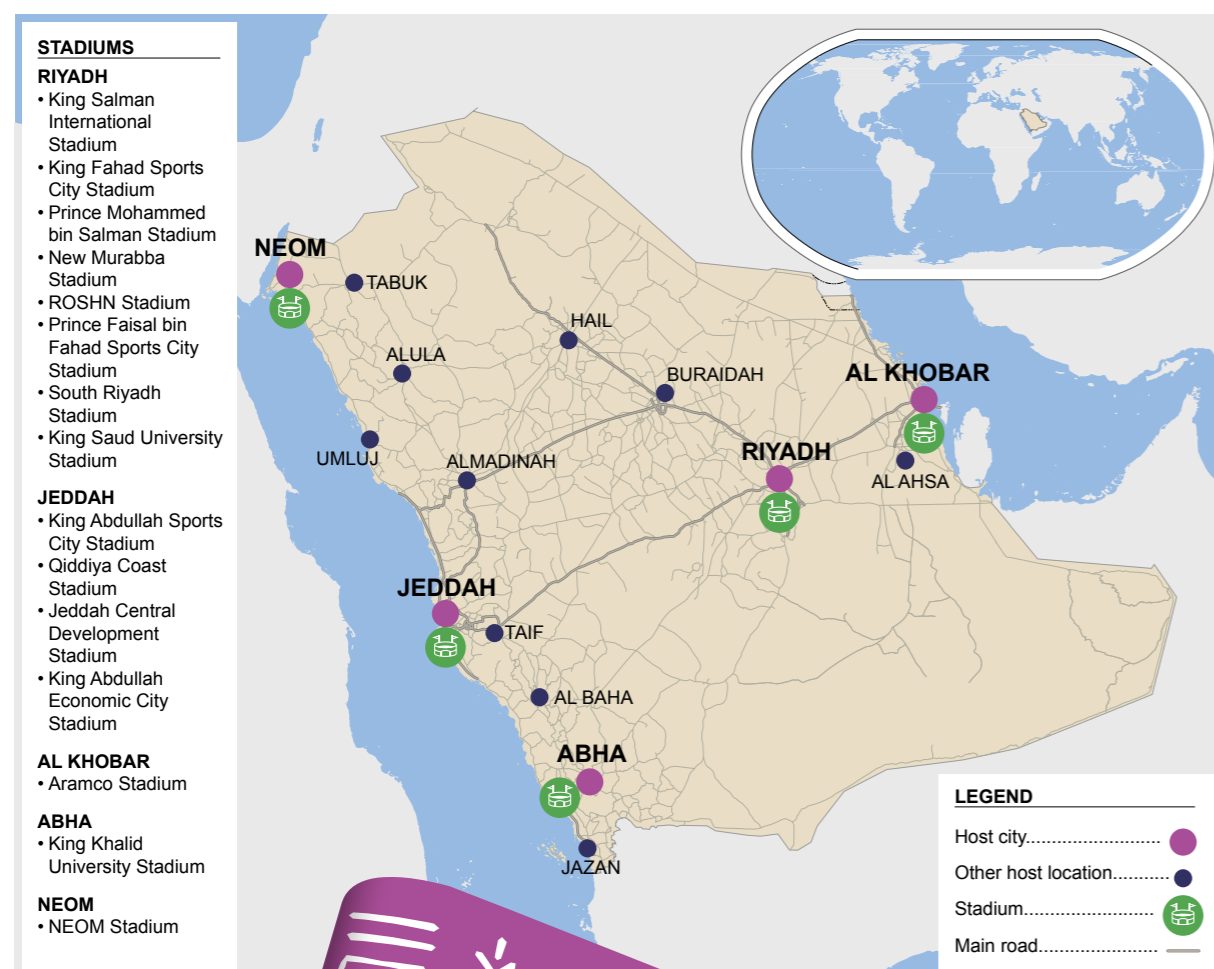 STADIUMS
RIYADH
• King Salman
International
Stadium
• King Fahad Sports
City Stadium
• Prince Mohammed
bin Salman Stadium
• New Murabba
Stadium
• ROSHN Stadium
• Prince Faisal bin
Fahad Sports City
Stadium
• South Riyadh
Stadium
• King Saud University
Stadium
JEDDAH
• King Abdullah Sports
City Stadium
• Qiddiya Coast
Stadium
• Jeddah Central
Development
Stadium
• King Abdullah
Economic City
Stadium
AL KHOBAR
• Aramco Stadium
ABHA
• King Khalid
University Stadium
NEOM
• NEOM Stadium
NEOM
TABUK
HAIL
ALULA
BURAIDAH
AL KHOBAR
UMLUJ
ALMADINAH
RIYADH
AL AHSA
JEDDAH
TAIF
AL BAHA
ABHA
JAZAN
LEGEND
Host city...........................
Other host location...........
Stadium..........................
Main road........................